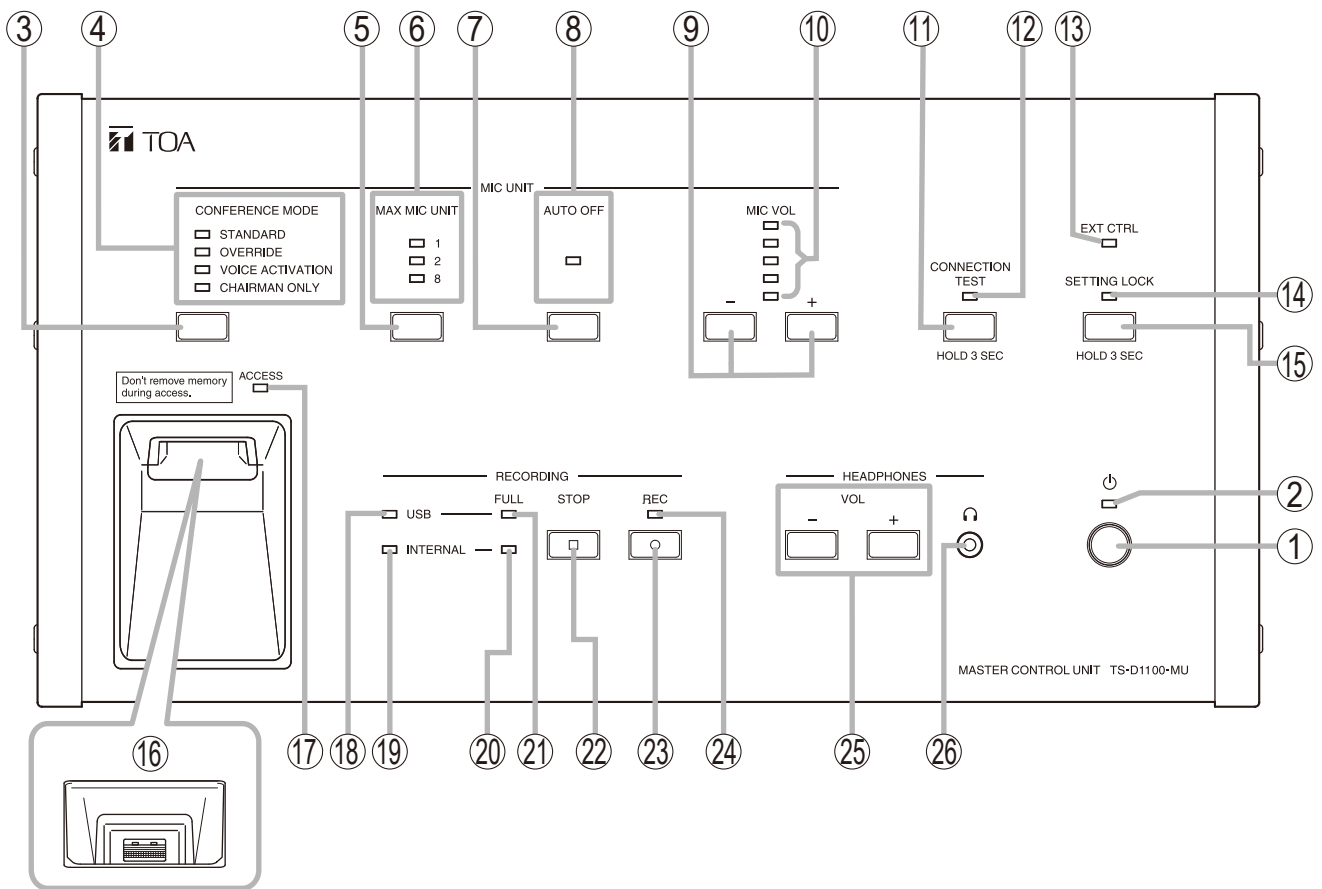 ③ ④ ⑤ ⑥ ⑦ ⑧ ⑨ ⑩ ⑪ ⑫ ⑬
TOA
MIC UNIT
CONFERENCE MODE
STANDARD
OVERRIDE
VOICE ACTIVATION
CHAIRMAN ONLY
MAX MIC UNIT
1
2
8
AUTO OFF
MIC VOL
- +
CONNECTION
TEST
HOLD 3 SEC
EXT CTRL
SETTING LOCK
HOLD 3 SEC
⑭
⑮
Don't remove memory
during access.
ACCESS
RECORDING
USB
FULL
INTERNAL
STOP
REC
HEADPHONES
VOL
- +
②
①
MASTER CONTROL UNIT TS-D1100-MU
⑯ ⑰ ⑱ ⑲ ⑳ ㉑ ㉒ ㉓ ㉔ ㉕ ㉖